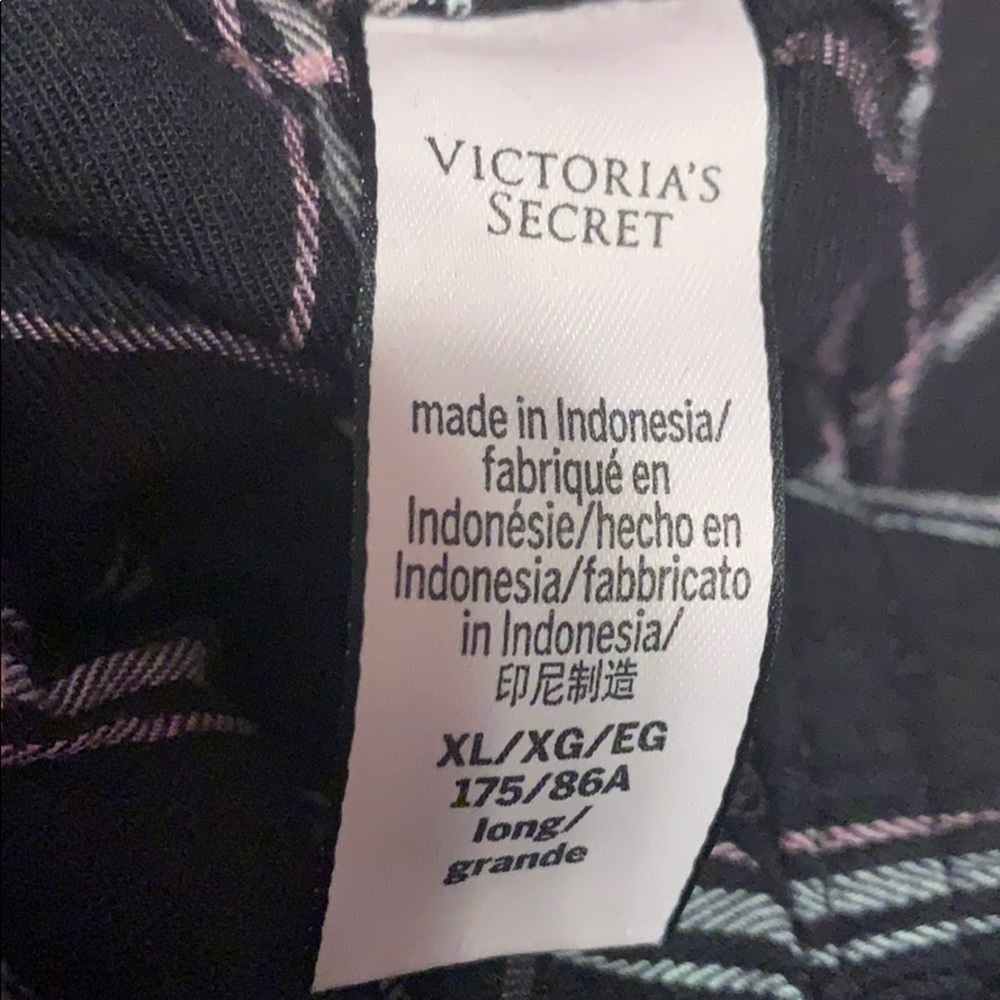 VICTORIA'S
SECRET
made in Indonesia/
fabriqué en
Indonésie/hecho en
Indonesia/fabbricato
in Indonesia/
印尼制造
XL/XG/EG
175/86A
long/
grande